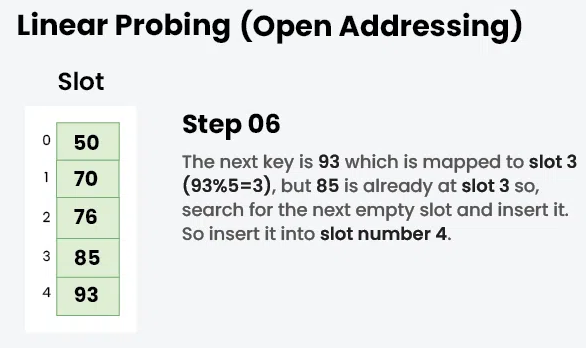 Linear Probing (Open Addressing)
Slot
0 50
1 70
2 76
3 85
4 93
Step 06
The next key is 93 which is mapped to slot 3
(93%5=3), but 85 is already at slot 3 so,
search for the next empty slot and insert it.
So insert it into slot number 4.